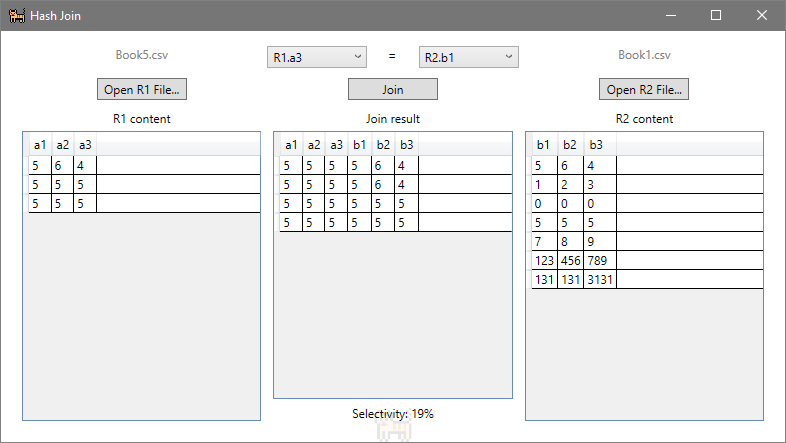 Hash Join
Book5.csv
R1.a3 = R2.b1
Book1.csv
Open R1 File...
Join
Open R2 File...
R1 content
Join result
R2 content
a1 a2 a3
5 6 4
5 5 5
5 5 5
a1 a2 a3 b1 b2 b3
5 5 5 5 6 4
5 5 5 5 6 4
5 5 5 5 5 5
5 5 5 5 5 5
b1 b2 b3
5 6 4
1 2 3
0 0 0
5 5 5
7 8 9
123 456 789
131 131 3131
Selectivity: 19%